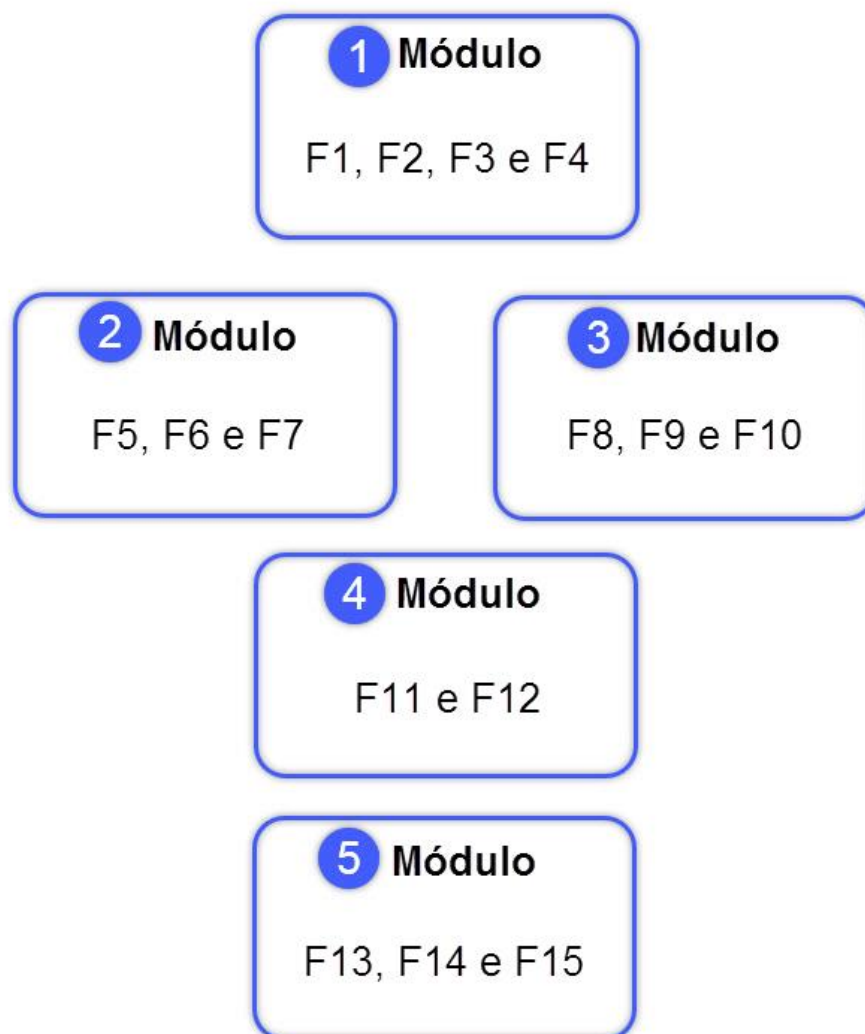 1 Módulo
F1, F2, F3 e F4
2 Módulo
F5, F6 e F7
3 Módulo
F8, F9 e F10
4 Módulo
F11 e F12
5 Módulo
F13, F14 e F15